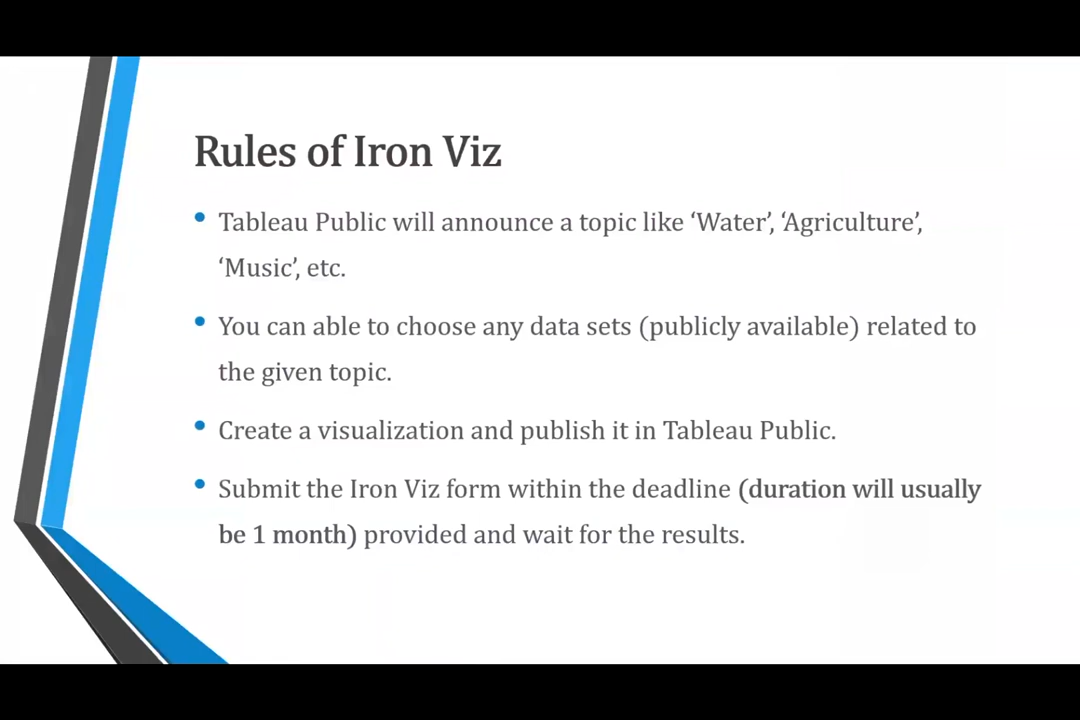 Rules of Iron Viz
• Tableau Public will announce a topic like ‘Water’, ‘Agriculture’,
‘Music’, etc.
• You can able to choose any data sets (publicly available) related to
the given topic.
• Create a visualization and publish it in Tableau Public.
• Submit the Iron Viz form within the deadline (duration will usually
be 1 month) provided and wait for the results.